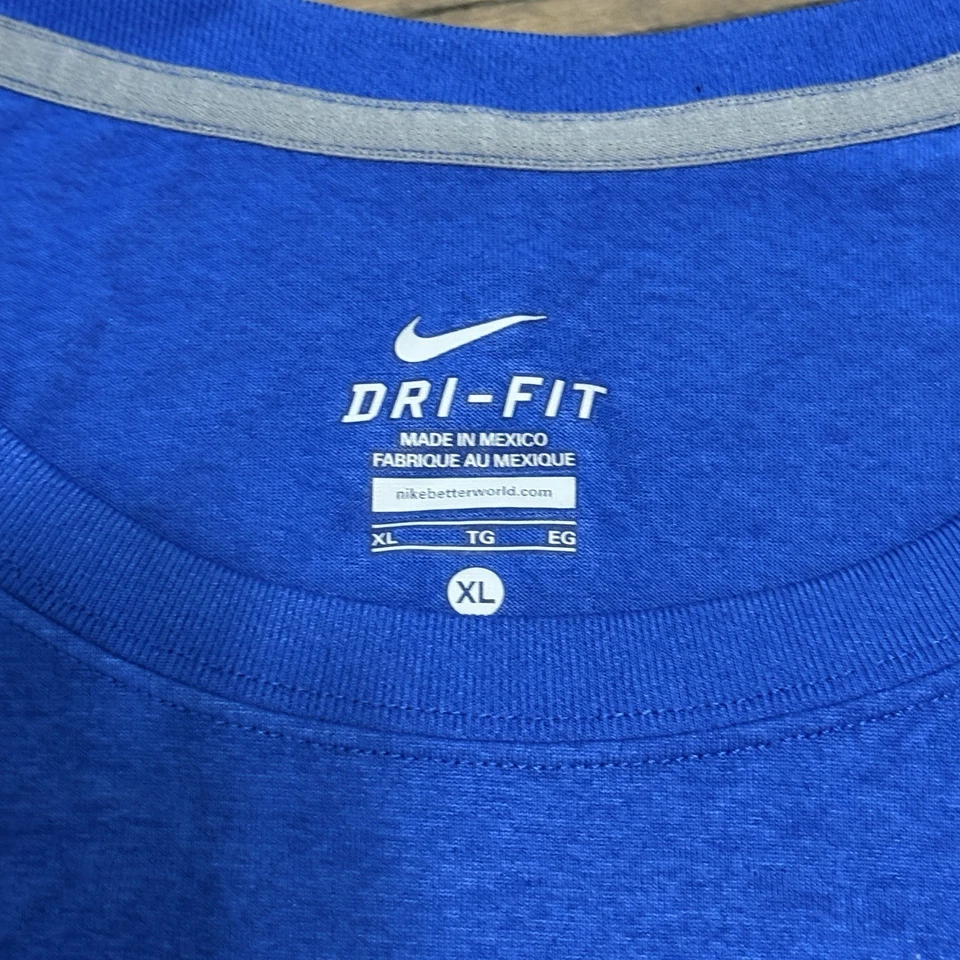 DRI-FIT
MADE IN MEXICO
FABRIQUE AU MEXIQUE
nikebetterworld.com
XL TG EG
XL